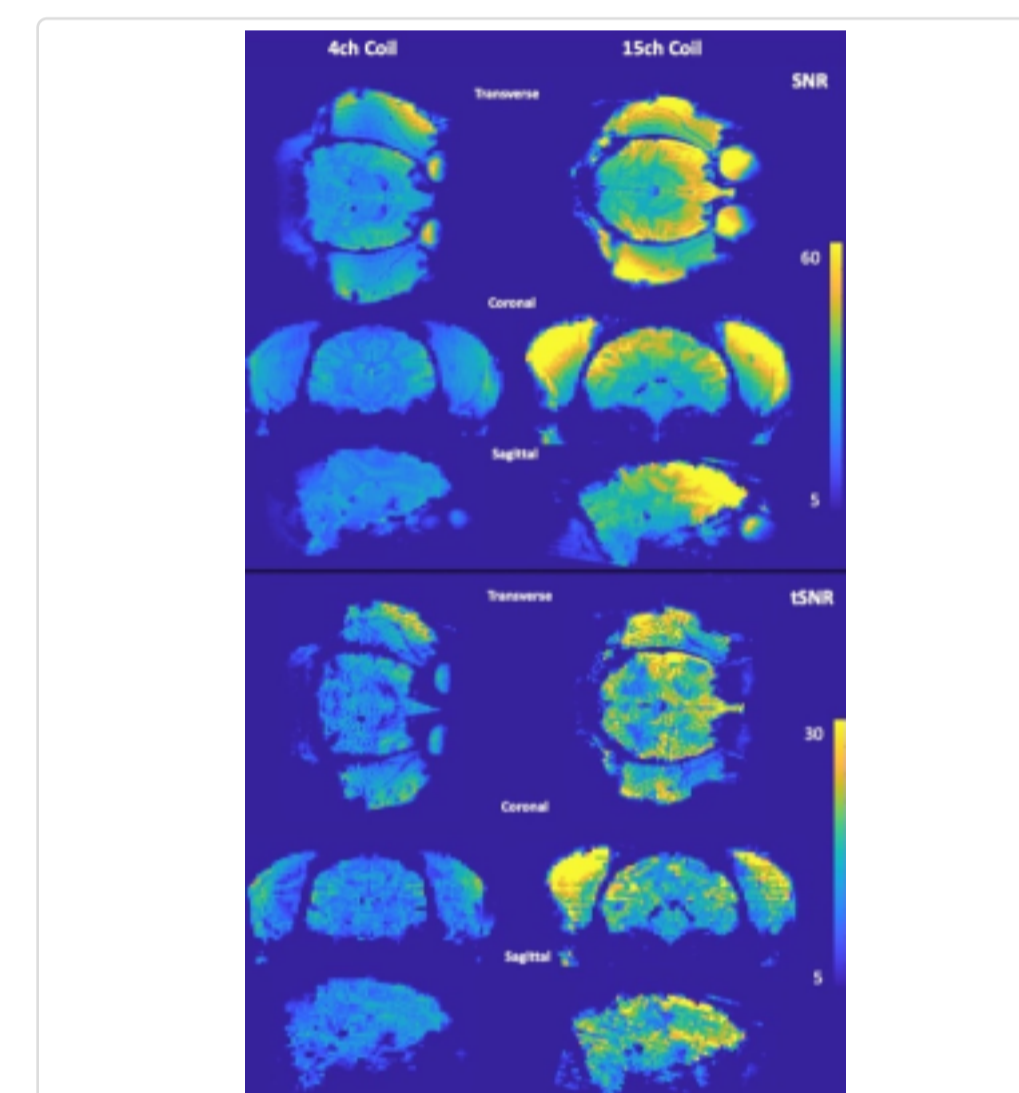 4ch Coil 15ch Coil
SNR
Transverse
60
Coronal
Sagittal
5
Transverse tSNR
30
Coronal
Sagittal
5